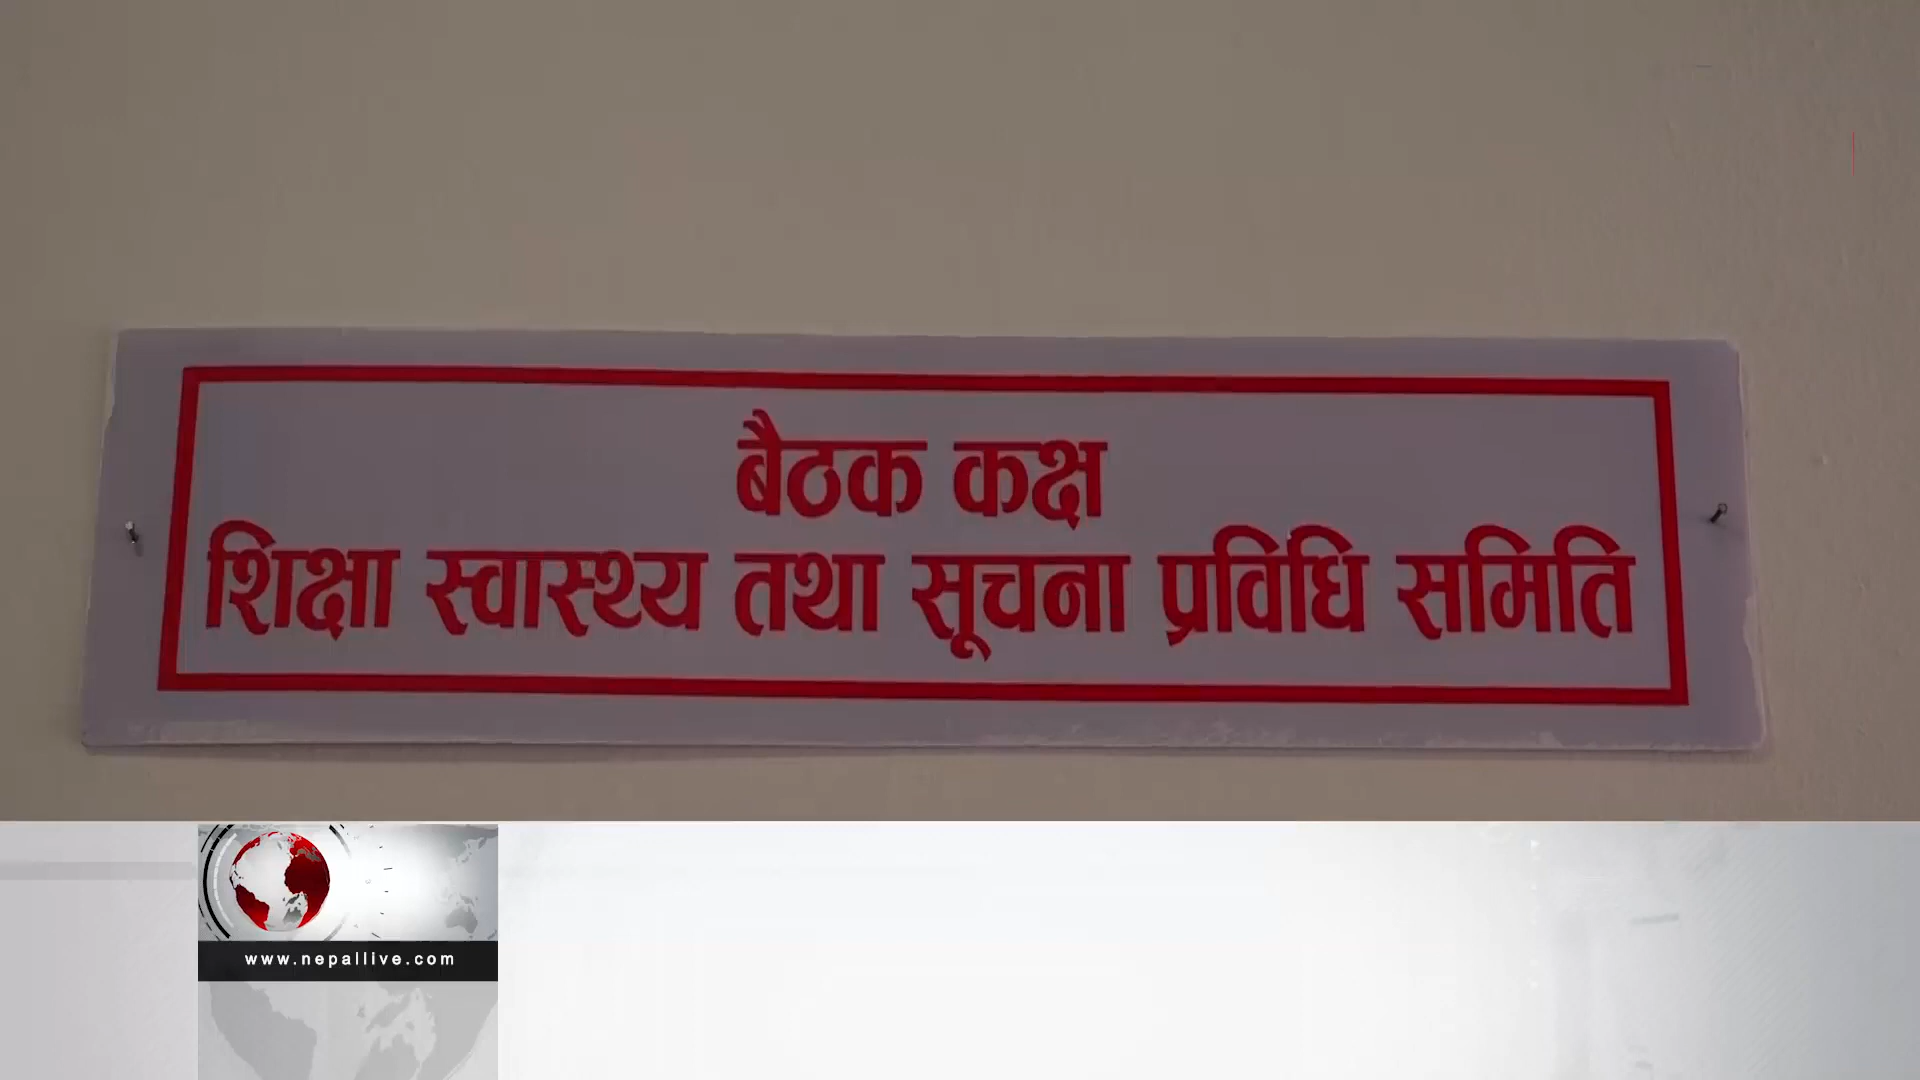 बैठक कक्ष
शिक्षा स्वास्थ्य तथा सूचना प्रविधि समिति
www.nepallive.com